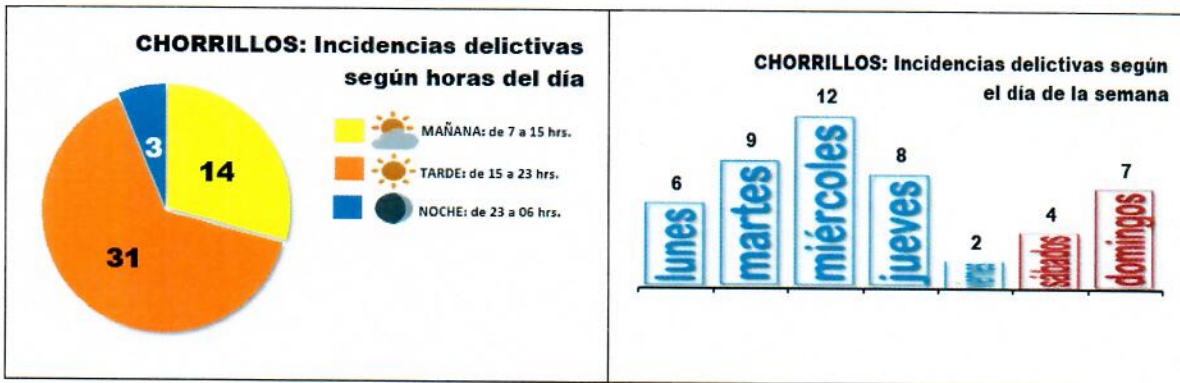 CHORRILLOS: Incidencias delictivas
según horas del día
MAÑANA: de 7 a 15 hrs.
TARDE: de 15 a 23 hrs.
NOCHE: de 23 a 06 hrs.
3
14
31
CHORRILLOS: Incidencias delictivas según
el día de la semana
6
9
12
8
2
4
7
lunes
martes
miércoles
jueves
sábados
domingos